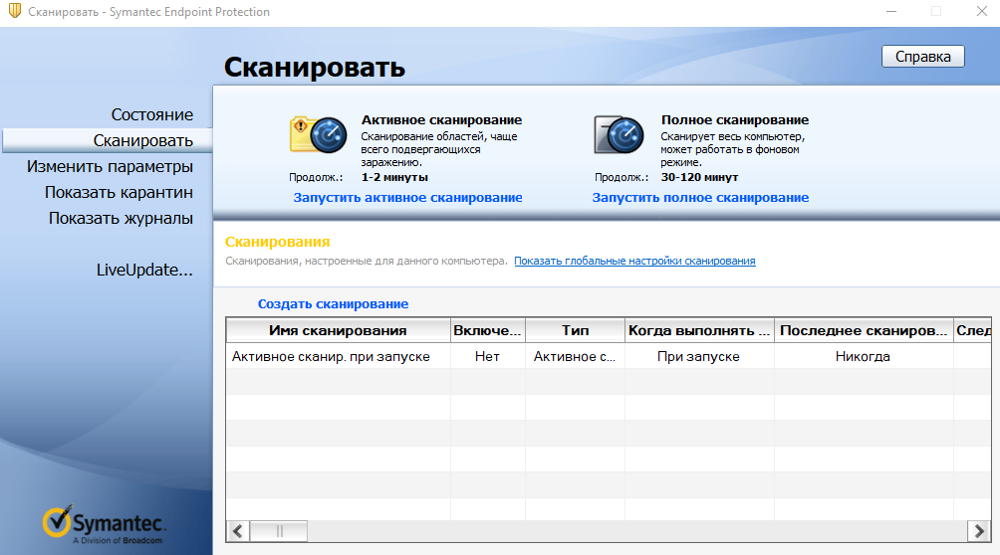 Сканировать - Symantec Endpoint Protection
Сканировать
Справка
Состояние
Сканировать
Изменить параметры
Показать карантин
Показать журналы
LiveUpdate...
Активное сканирование
Сканирование областей, чаще
всего подвергающихся
заражению.
Продолж.: 1-2 минуты
Запустить активное сканирование
Полное сканирование
Сканирует весь компьютер,
может работать в фоновом
режиме.
Продолж.: 30-120 минут
Запустить полное сканирование
Сканирования
Сканирования, настроенные для данного компьютера. Показать глобальные настройки сканирования
Создать сканирование
Имя сканирования Включе... Тип Когда выполнять ... Последнее скániров... След
Активное сканир. при запуске Нет Активное с... При запуске Никогда
Symantec.
A Division of Broadcom